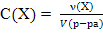 C(X) = ν(X) / V(p−pa)